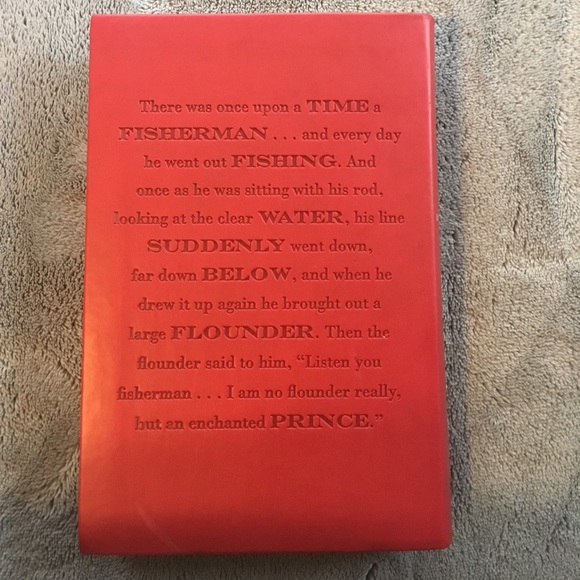 There was once upon a TIME a
FISHERMAN . . . and every day
he went out FISHING. And
once as he was sitting with his rod,
looking at the clear WATER, his line
SUDDENLY went down,
far down BELOW, and when he
drew it up again he brought out a
large FLOUNDER. Then the
flounder said to him, “Listen you
fisherman . . . I am no flounder really,
but an enchanted PRINCE.”